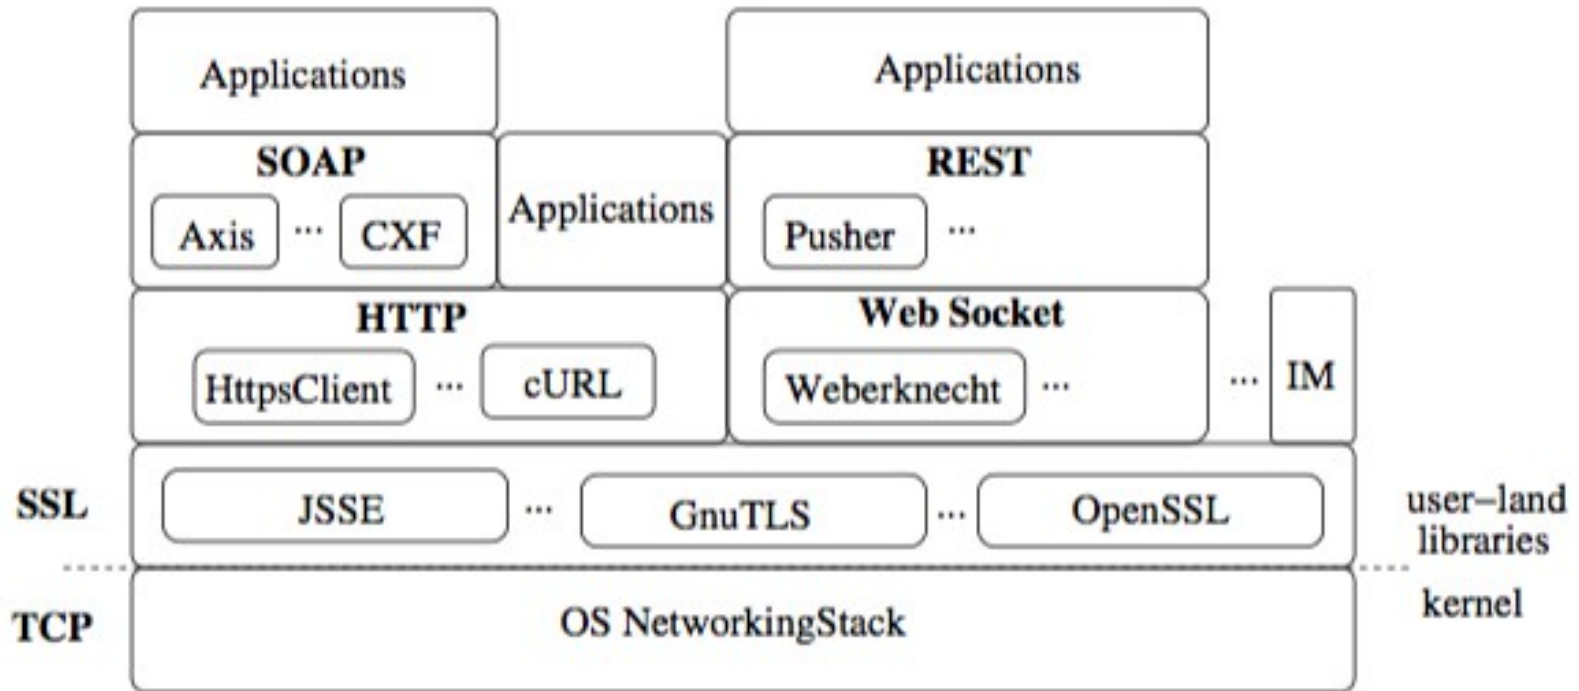 Applications
Applications
SOAP
Axis ... CXF
Applications
REST
Pusher ...
HTTP
HttpsClient ... cURL
Web Socket
Weberknecht ...
... IM
SSL
JSSE ... GnuTLS ... OpenSSL
user–land
libraries
kernel
TCP
OS NetworkingStack